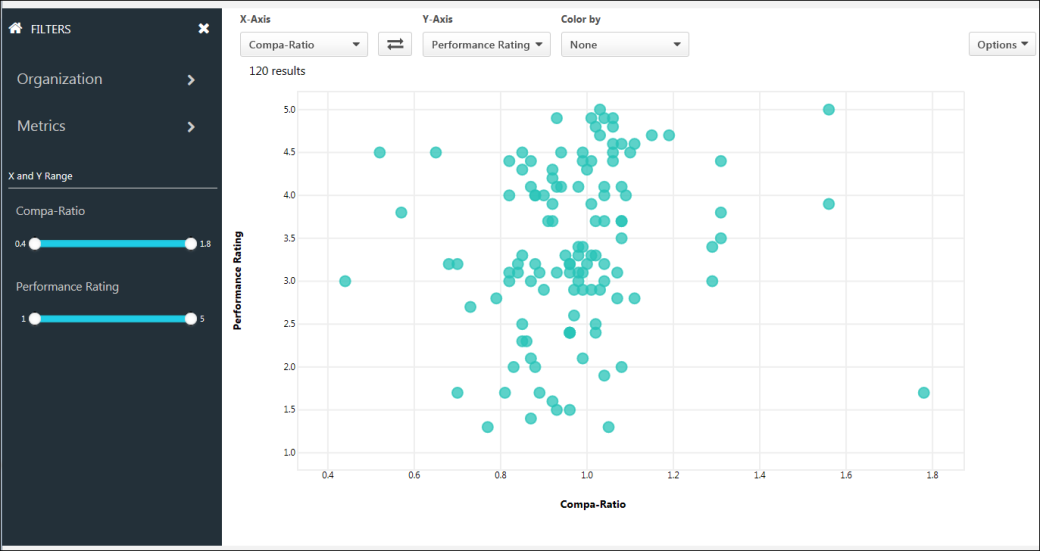 FILTERS
Organization
Metrics
X and Y Range
Compa-Ratio
0.4 1.8
Performance Rating
1 5
X-Axis Y-Axis Color by
Compa-Ratio Performance Rating None Options
120 results
5.0
4.5
4.0
3.5
3.0
2.5
2.0
1.5
1.0
Performance Rating
0.4 0.6 0.8 1.0 1.2 1.4 1.6 1.8
Compa-Ratio